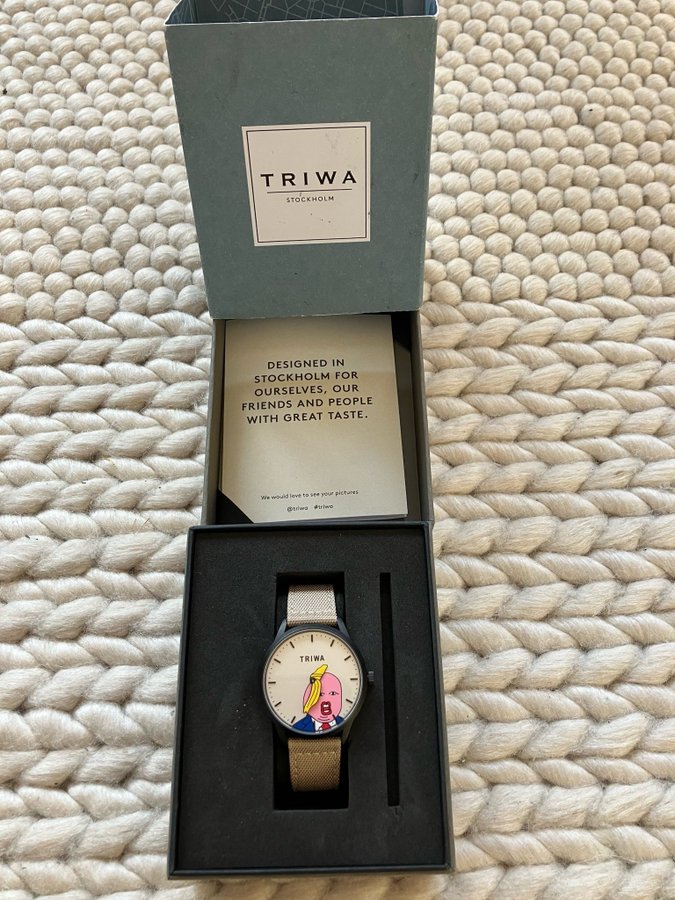 TRIWA
STOCKHOLM
DESIGNED IN
STOCKHOLM FOR
OURSELVES, OUR
FRIENDS AND PEOPLE
WITH GREAT TASTE.
We would love to see your pictures
@triwa #triwa
TRIWA